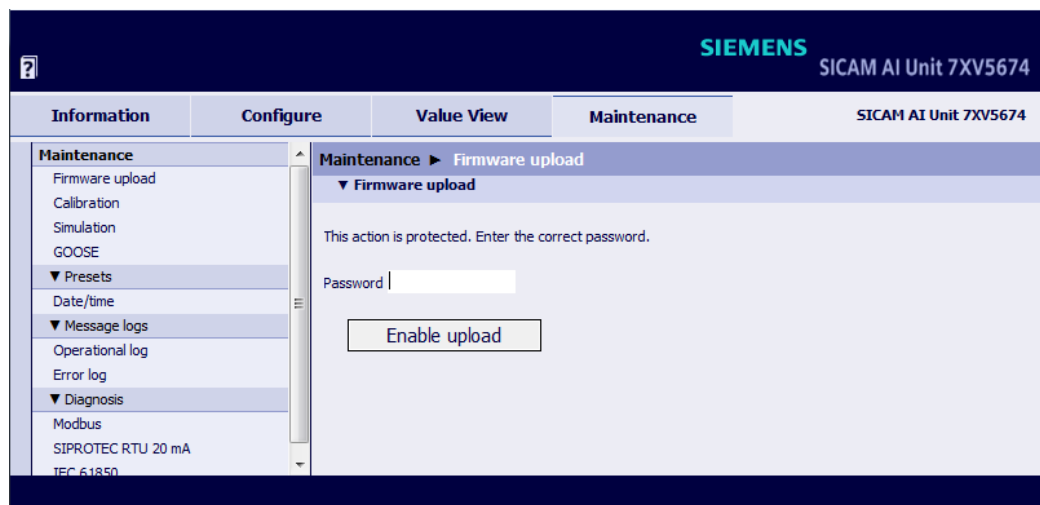 ?
SIEMENS
SICAM AI Unit 7XV5674
Information Configure Value View Maintenance SICAM AI Unit 7XV5674
Maintenance
Firmware upload
Calibration
Simulation
GOOSE
▼ Presets
Date/time
▼ Message logs
Operational log
Error log
▼ Diagnosis
Modbus
SIPROTEC RTU 20 mA
IEC 61850
Maintenance ► Firmware upload
▼ Firmware upload
This action is protected. Enter the correct password.
Password
Enable upload